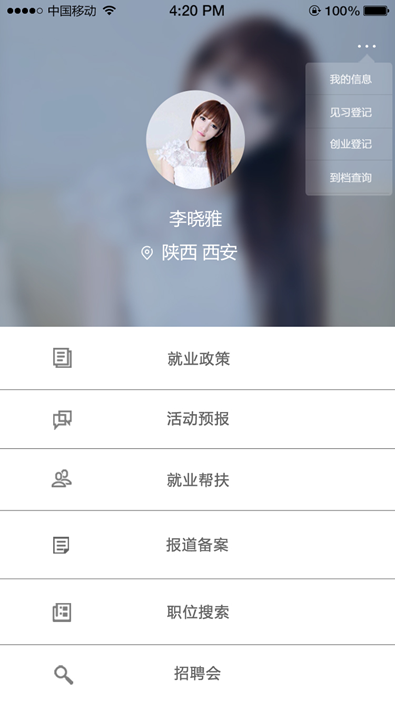 中国移动 4:20 PM 100%
我的信息
见习登记
创业登记
到档查询
李晓雅
陕西 西安
就业政策
活动预报
就业帮扶
报道备案
职位搜索
招聘会